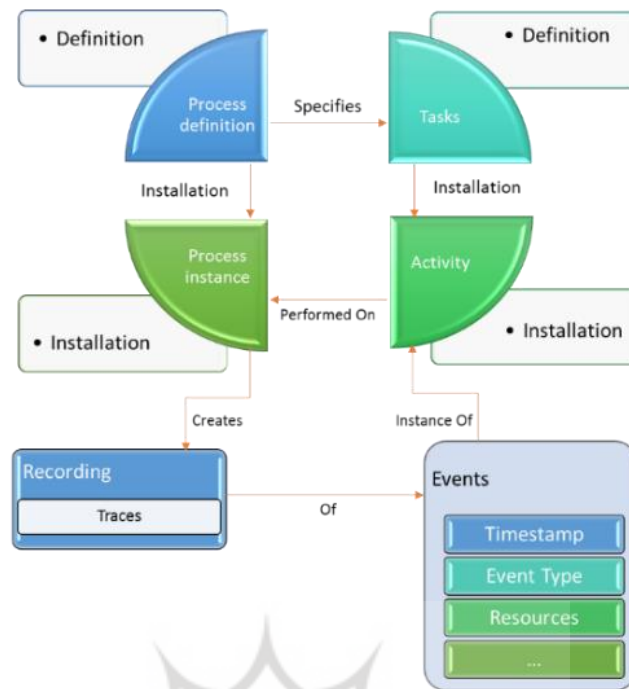 • Definition
• Definition
Process
definition
Specifies
Tasks
Installation
Installation
Process
instance
Activity
Performed On
• Installation
• Installation
Creates
Instance Of
Recording
Traces
Of
Events
Timestamp
Event Type
Resources
...